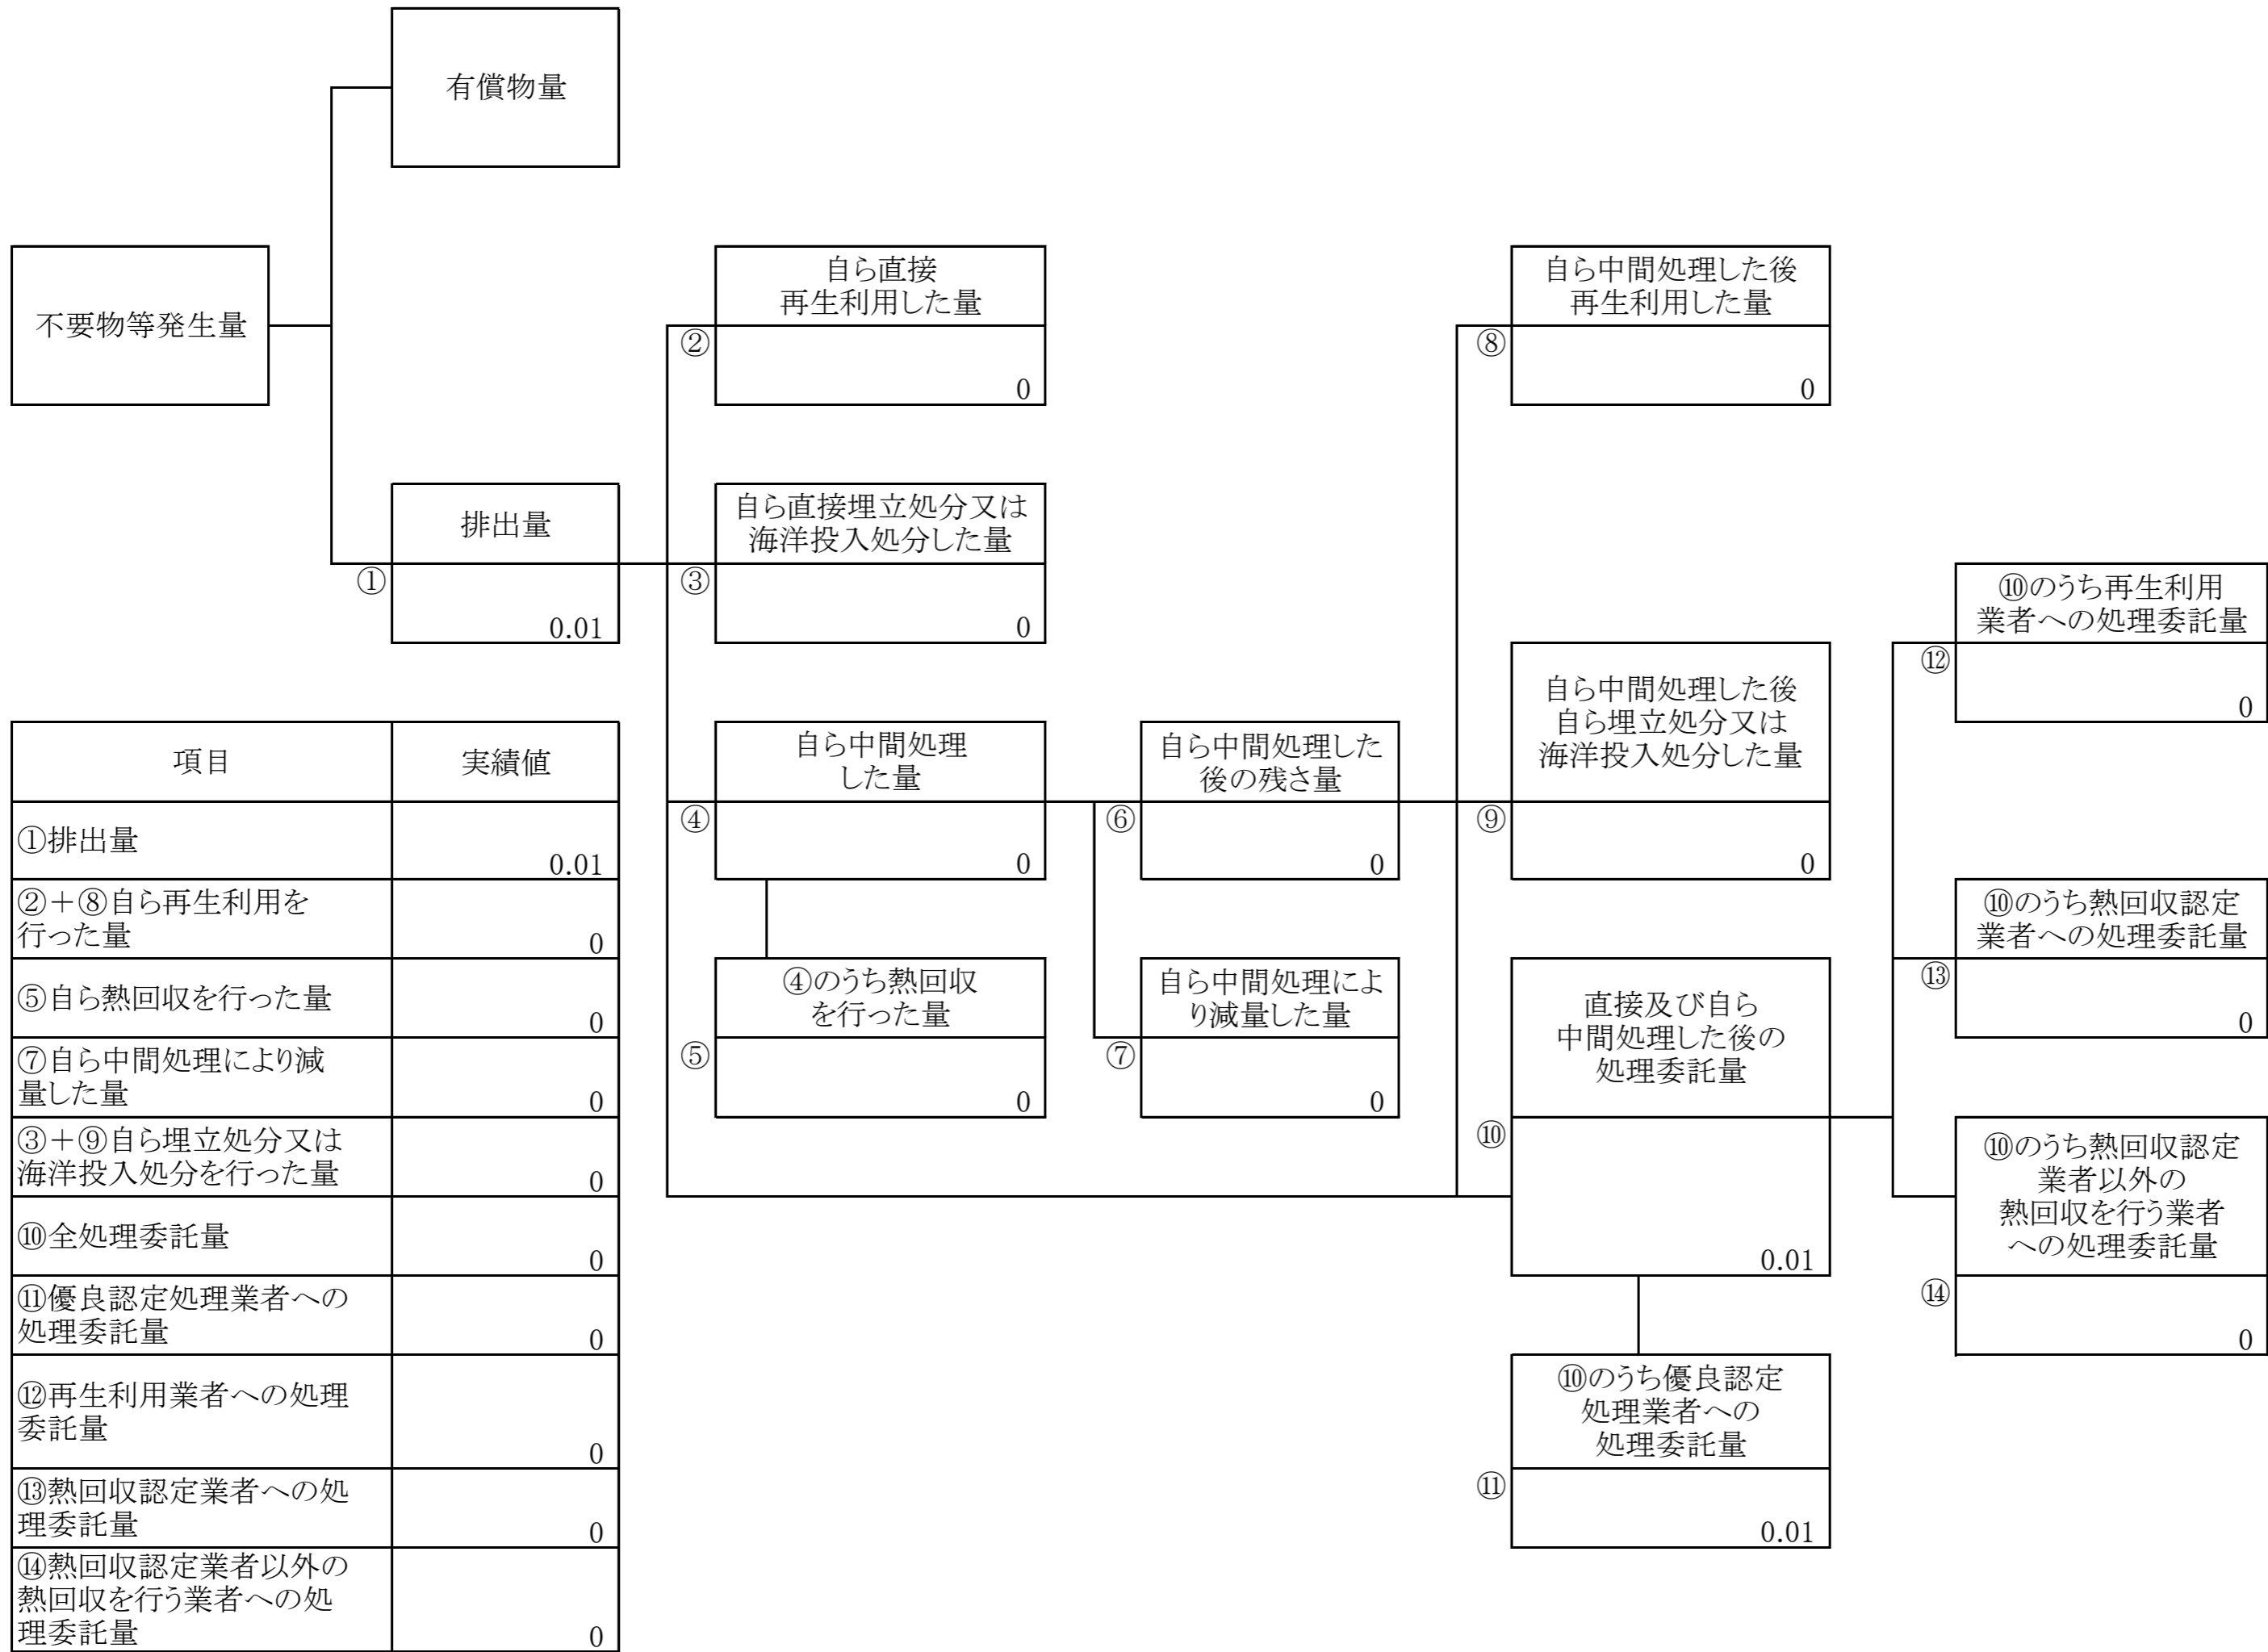 有償物量
不要物等発生量
排出量
①
0.01
自ら直接
再生利用した量
②
0
自ら直接埋立処分又は
海洋投入処分した量
③
0
自ら中間処理
した量
④
0
④のうち熱回収
を行った量
⑤
0
自ら中間処理した
後の残さ量
⑥
0
自ら中間処理によ
り減量した量
⑦
0
自ら中間処理した後
再生利用した量
⑧
0
自ら中間処理した後
自ら埋立処分又は
海洋投入処分した量
⑨
0
直接及び自ら
中間処理した後の
処理委託量
⑩
0.01
⑩のうち優良認定
処理業者への
処理委託量
⑪
0.01
⑩のうち再生利用
業者への処理委託量
⑫
0
⑩のうち熱回収認定
業者への処理委託量
⑬
0
⑩のうち熱回収認定
業者以外の
熱回収を行う業者
への処理委託量
⑭
0
項目 実績値
①排出量
0.01
②+⑧自ら再生利用を
行った量
0
⑤自ら熱回収を行った量
0
⑦自ら中間処理により減
量した量
0
③+⑨自ら埋立処分又は
海洋投入処分を行った量
0
⑩全処理委託量
0
⑪優良認定処理業者への
処理委託量
0
⑫再生利用業者への処理
委託量
0
⑬熱回収認定業者への処
理委託量
0
⑭熱回収認定業者以外の
熱回収を行う業者への処
理委託量
0